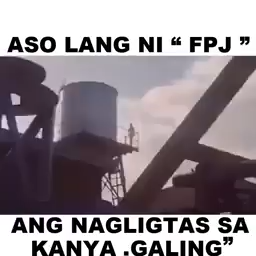 ASO LANG NI “ FPJ ”
ANG NAGLIGTAS SA
KANYA .GALING”